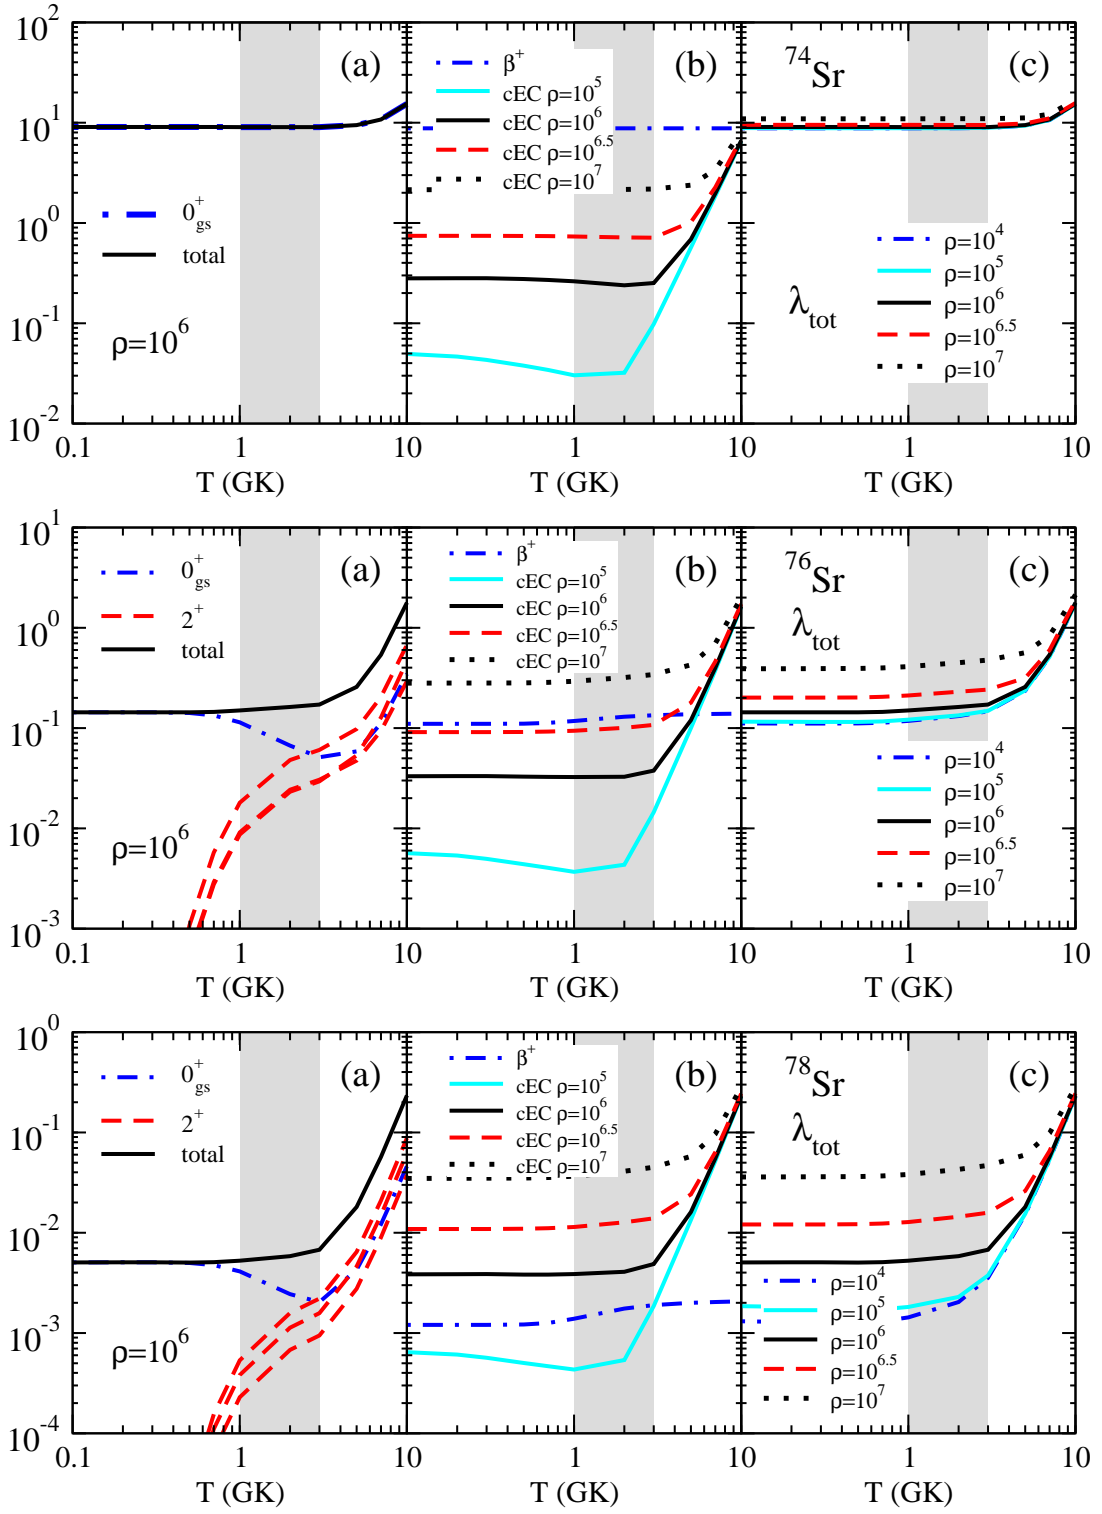 10^2
10^1
10^0
10^-1
10^-2
(a)
0^+_gs
total
ρ=10^6
0.1
1
10
T (GK)
(b)
β^+
cEC ρ=10^5
cEC ρ=10^6
cEC ρ=10^6.5
cEC ρ=10^7
1
10
T (GK)
^74Sr
(c)
ρ=10^4
ρ=10^5
ρ=10^6
ρ=10^6.5
ρ=10^7
λ_tot
1
10
T (GK)
10^1
10^0
10^-1
10^-2
10^-3
(a)
0^+_gs
2^+
total
ρ=10^6
0.1
1
10
T (GK)
(b)
β^+
cEC ρ=10^5
cEC ρ=10^6
cEC ρ=10^6.5
cEC ρ=10^7
1
10
T (GK)
^76Sr
(c)
λ_tot
ρ=10^4
ρ=10^5
ρ=10^6
ρ=10^6.5
ρ=10^7
1
10
T (GK)
10^0
10^-1
10^-2
10^-3
10^-4
(a)
0^+_gs
2^+
total
ρ=10^6
0.1
1
10
T (GK)
(b)
β^+
cEC ρ=10^5
cEC ρ=10^6
cEC ρ=10^6.5
cEC ρ=10^7
1
10
T (GK)
^78Sr
(c)
λ_tot
ρ=10^4
ρ=10^5
ρ=10^6
ρ=10^6.5
ρ=10^7
1
10
T (GK)